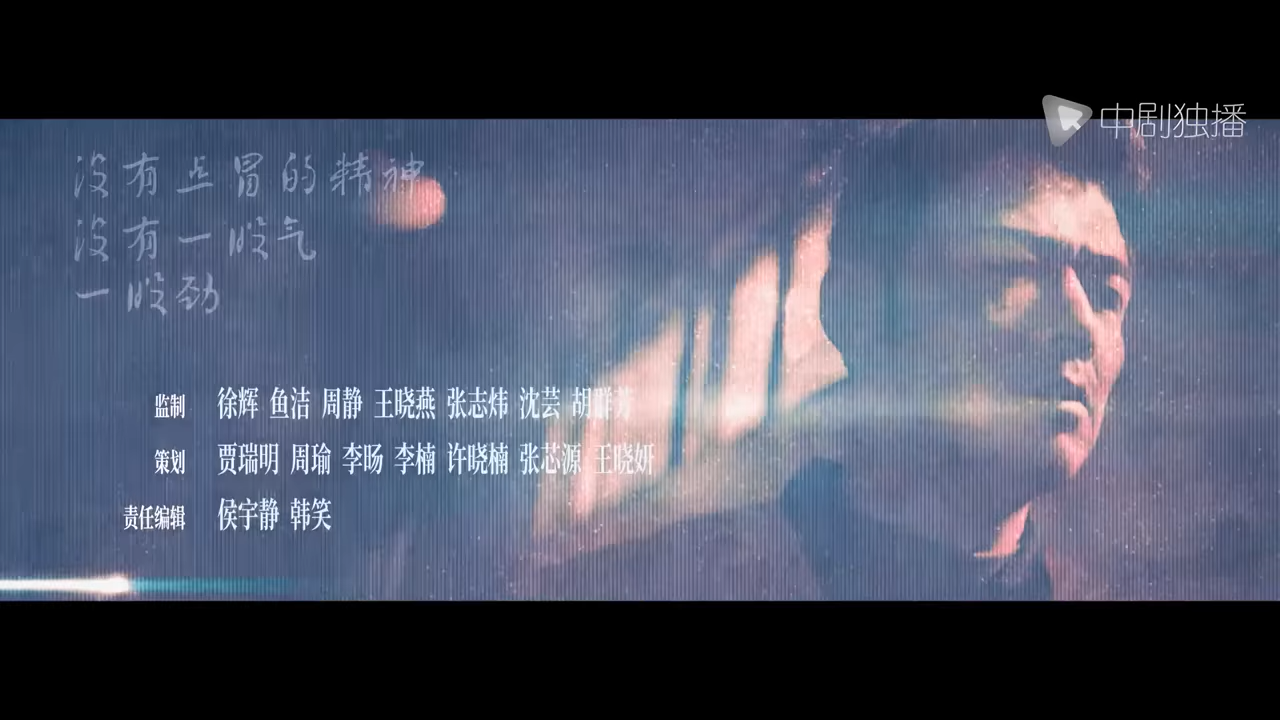 中剧独播
没有点冒的精神
没有一股气
一股劲
监制 徐辉 鱼洁 周静 王晓燕 张志炜 沈芸 胡群芳
策划 贾瑞明 周瑜 李旸 李楠 许晓楠 张芯源 王晓妍
责任编辑 侯宇静 韩笑